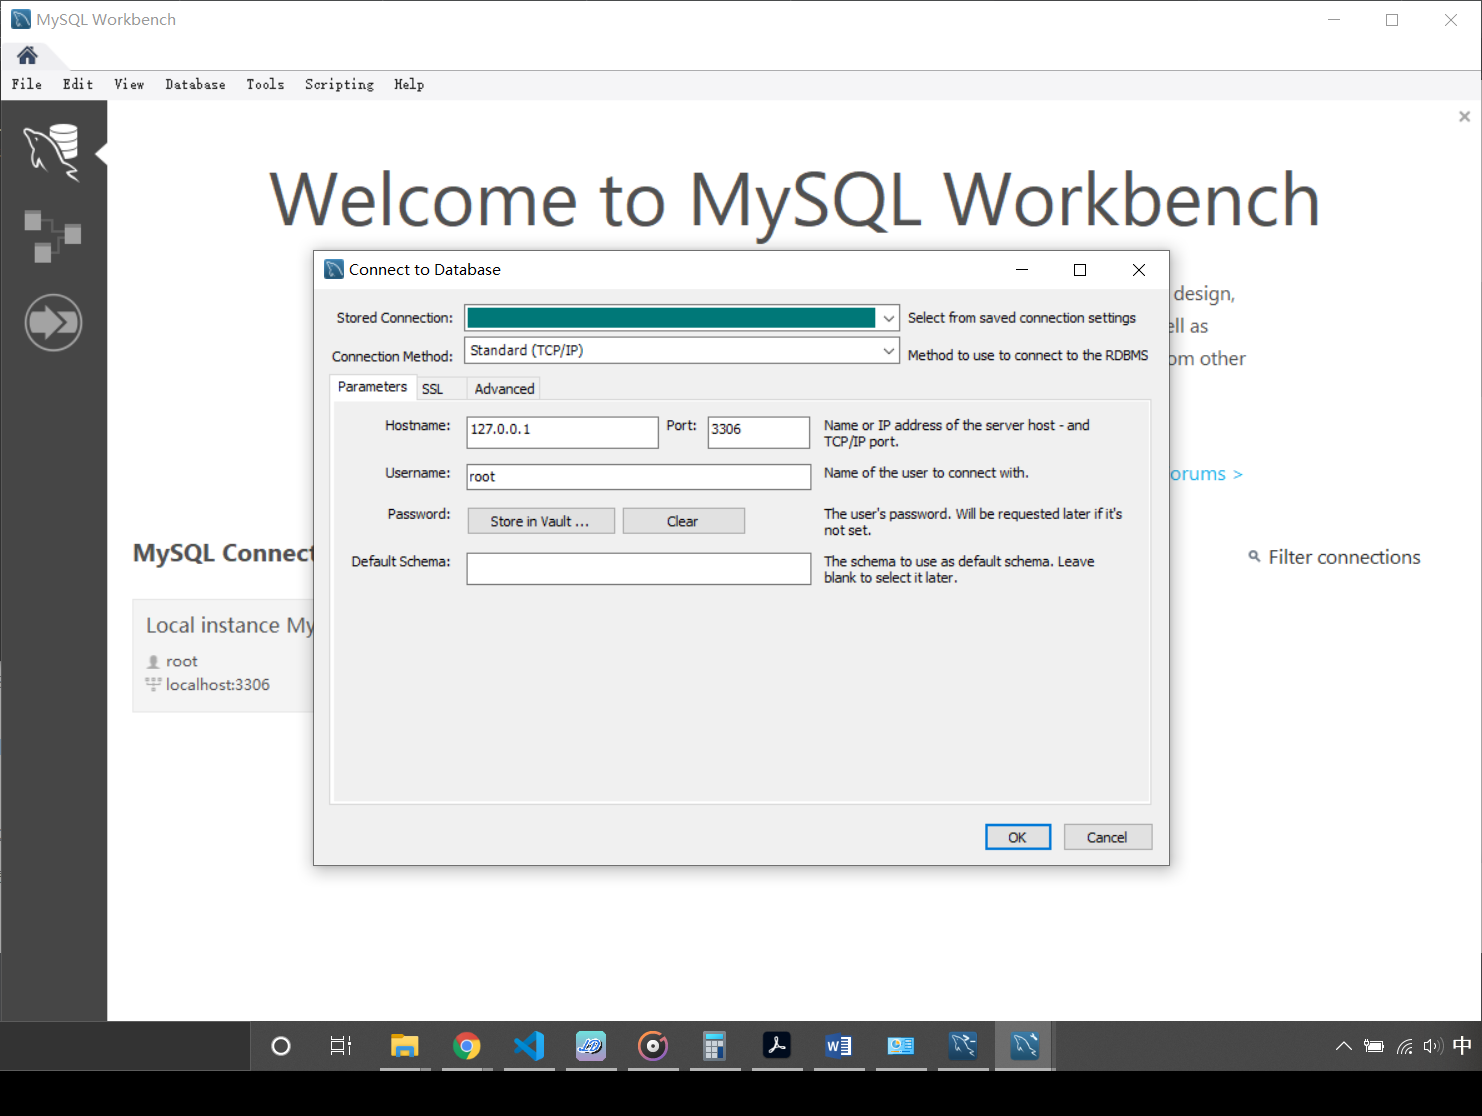 MySQL Workbench
File Edit View Database Tools Scripting Help
Welcome to MySQL Workbench
design,
as
other
Connect to Database
Stored Connection:
Select from saved connection settings
Connection Method: Standard (TCP/IP)
Method to use to connect to the RDBMS
Parameters SSL Advanced
Hostname: 127.0.0.1 Port: 3306
Name or IP address of the server host - and
TCP/IP port.
Username: root
Name of the user to connect with.
Password: Store in Vault ... Clear
The user's password. Will be requested later if it's
not set.
Default Schema:
The schema to use as default schema. Leave
blank to select it later.
OK Cancel
orums >
MySQL Connect
Filter connections
Local instance My
root
localhost:3306
中